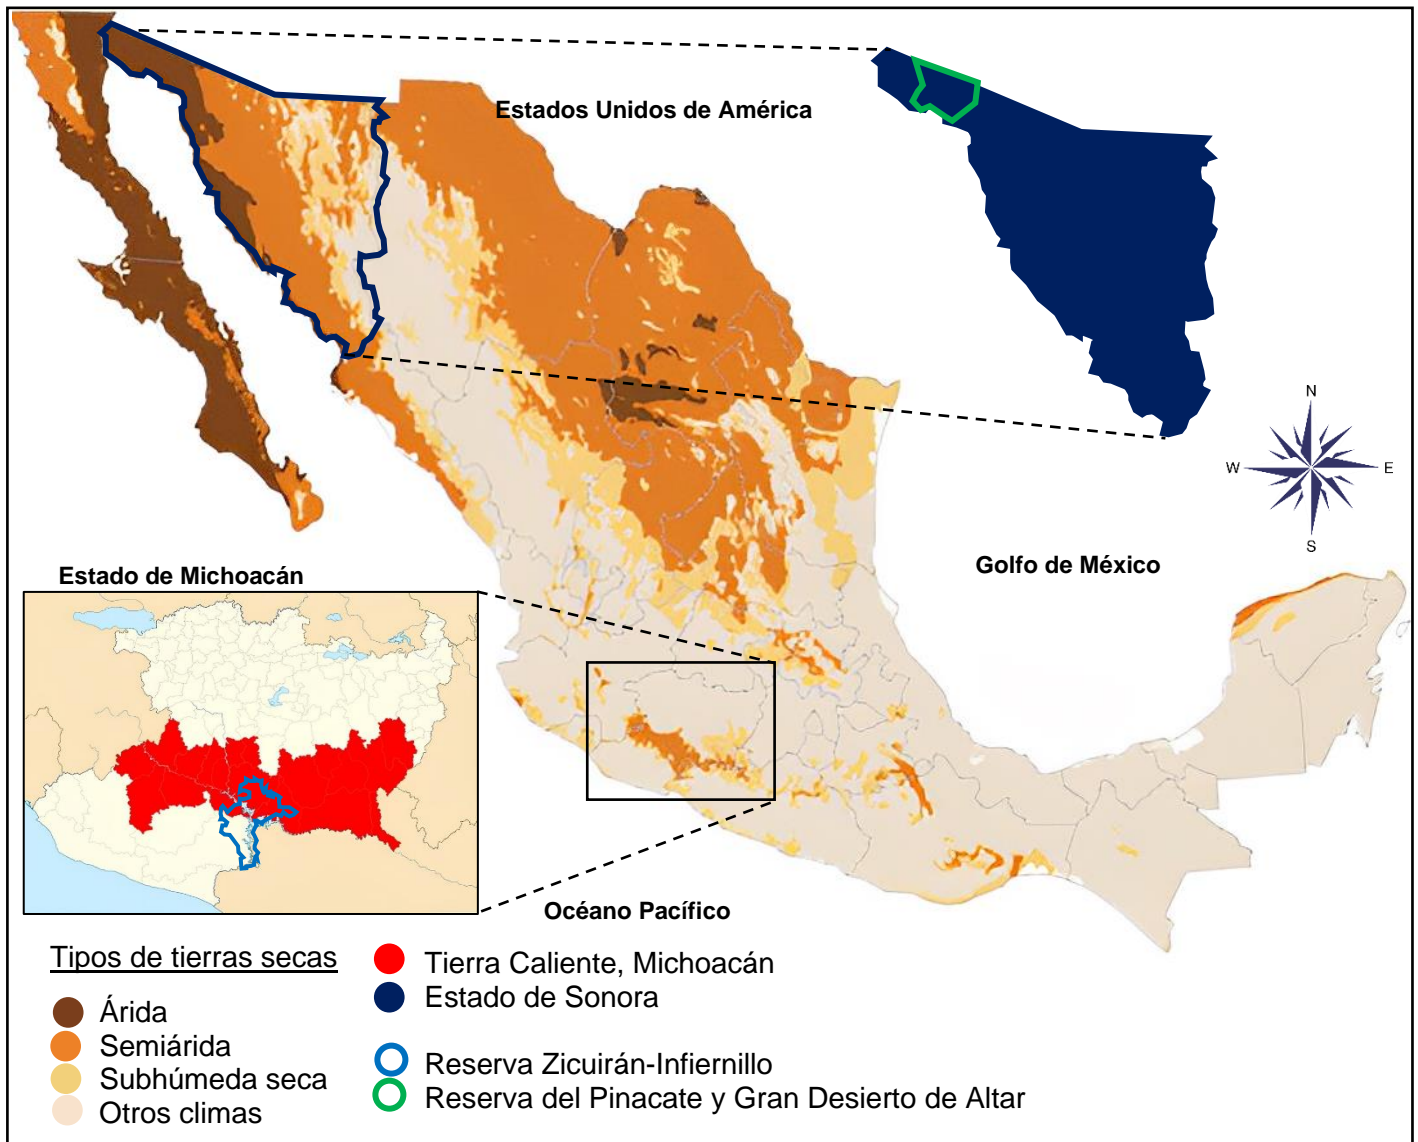 Estados Unidos de América
N
W
E
S
Golfo de México
Estado de Michoacán
Océano Pacífico
Tipos de tierras secas
Árida
Semiárida
Subhúmeda seca
Otros climas
Tierra Caliente, Michoacán
Estado de Sonora
Reserva Zicuirán-Infiernillo
Reserva del Pinacate y Gran Desierto de Altar